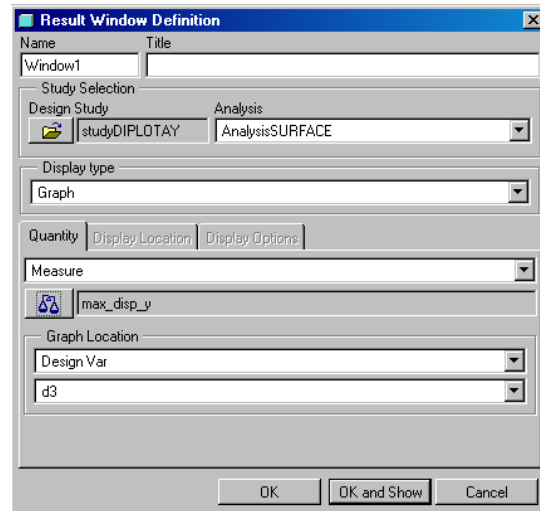 Result Window Definition
Name Title
Window1
Study Selection
Design Study Analysis
studyDIPLOTAY AnalysisSURFACE
Display type
Graph
Quantity Display Location Display Options
Measure
max_disp_y
Graph Location
Design Var
d3
OK OK and Show Cancel